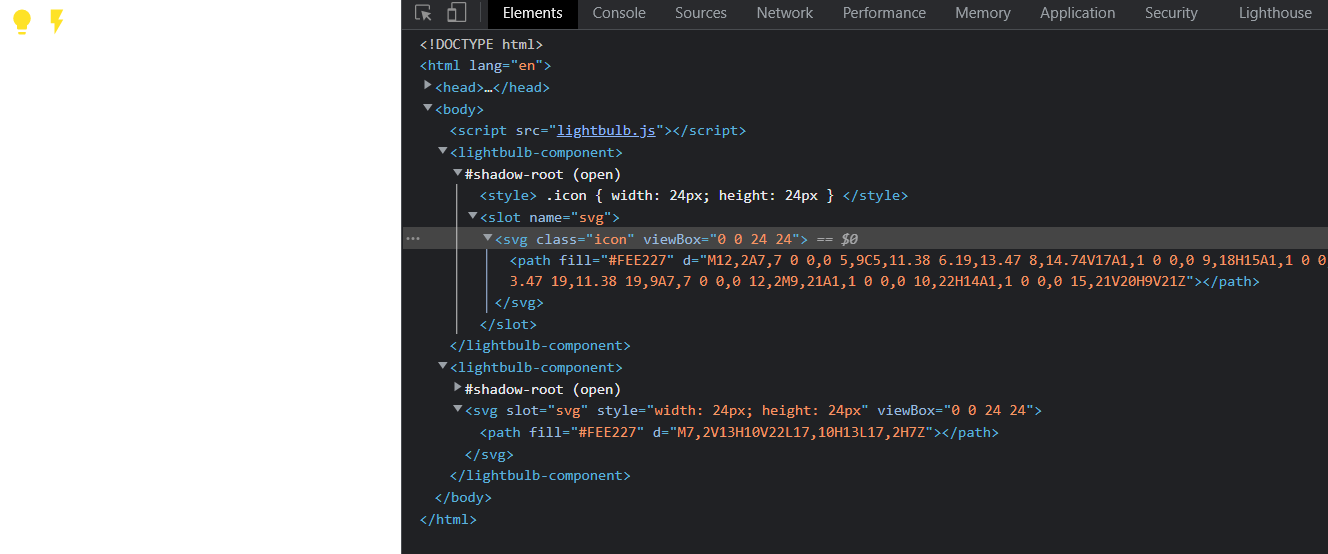 Elements Console Sources Network Performance Memory Application Security Lighthouse
<!DOCTYPE html>
<html lang="en">
<head>…</head>
<body>
<script src="lightbulb.js"></script>
<lightbulb-component>
#shadow-root (open)
<style> .icon { width: 24px; height: 24px } </style>
<slot name="svg">
<svg class="icon" viewBox="0 0 24 24"> == $0
<path fill="#FEE227" d="M12,2A7,7 0 0,0 5,9C5,11.38 6.19,13.47 8,14.74V17A1,1 0 0,0 9,18H15A1,1 0 0
3.47 19,11.38 19,9A7,7 0 0,0 12,2M9,21A1,1 0 0,0 10,22H14A1,1 0 0,0 15,21V20H9V21Z"></path>
</svg>
</slot>
</lightbulb-component>
<lightbulb-component>
#shadow-root (open)
<svg slot="svg" style="width: 24px; height: 24px" viewBox="0 0 24 24">
<path fill="#FEE227" d="M7,2V13H10V22L17,10H13L17,2H7Z"></path>
</svg>
</lightbulb-component>
</body>
</html>